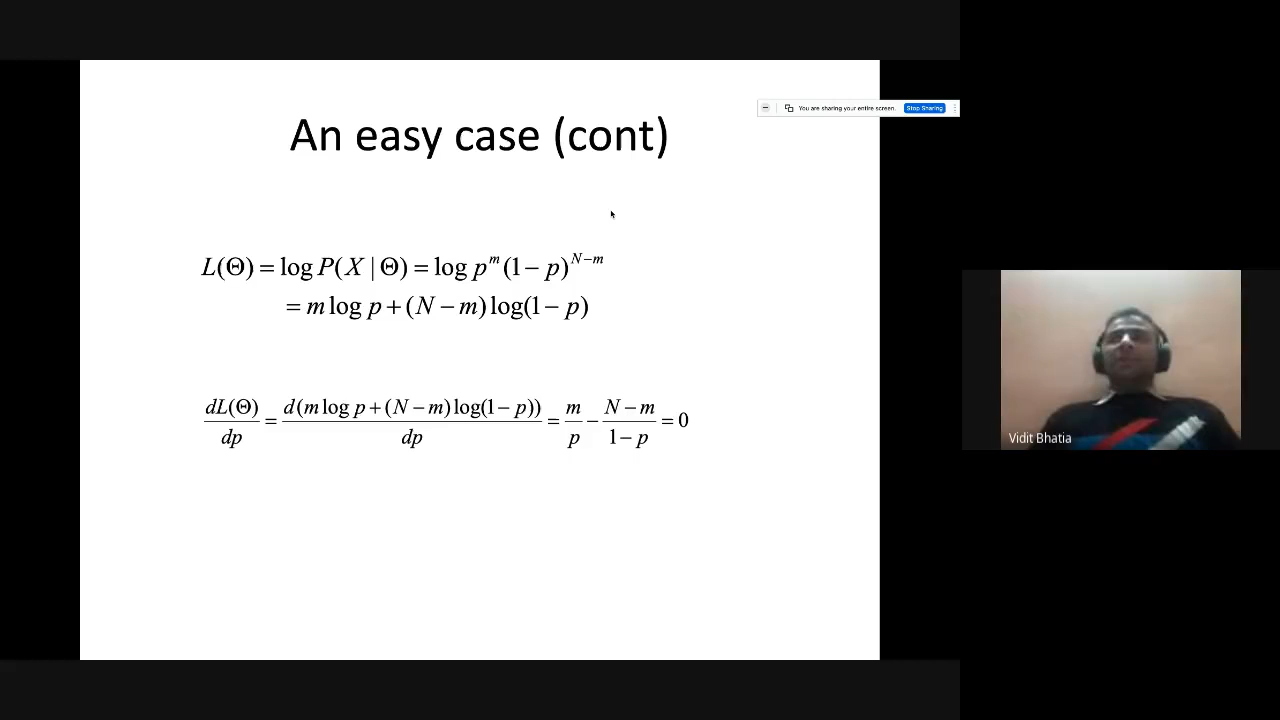 You are sharing your entire screen. Stop Sharing
An easy case (cont)
L(Θ) = log P(X | Θ) = log p^m (1 − p)^{N−m}
= m log p + (N − m) log(1 − p)
dL(Θ)/dp = d(m log p + (N − m) log(1 − p))/dp = m/p − (N − m)/(1 − p) = 0
Vidit Bhatia